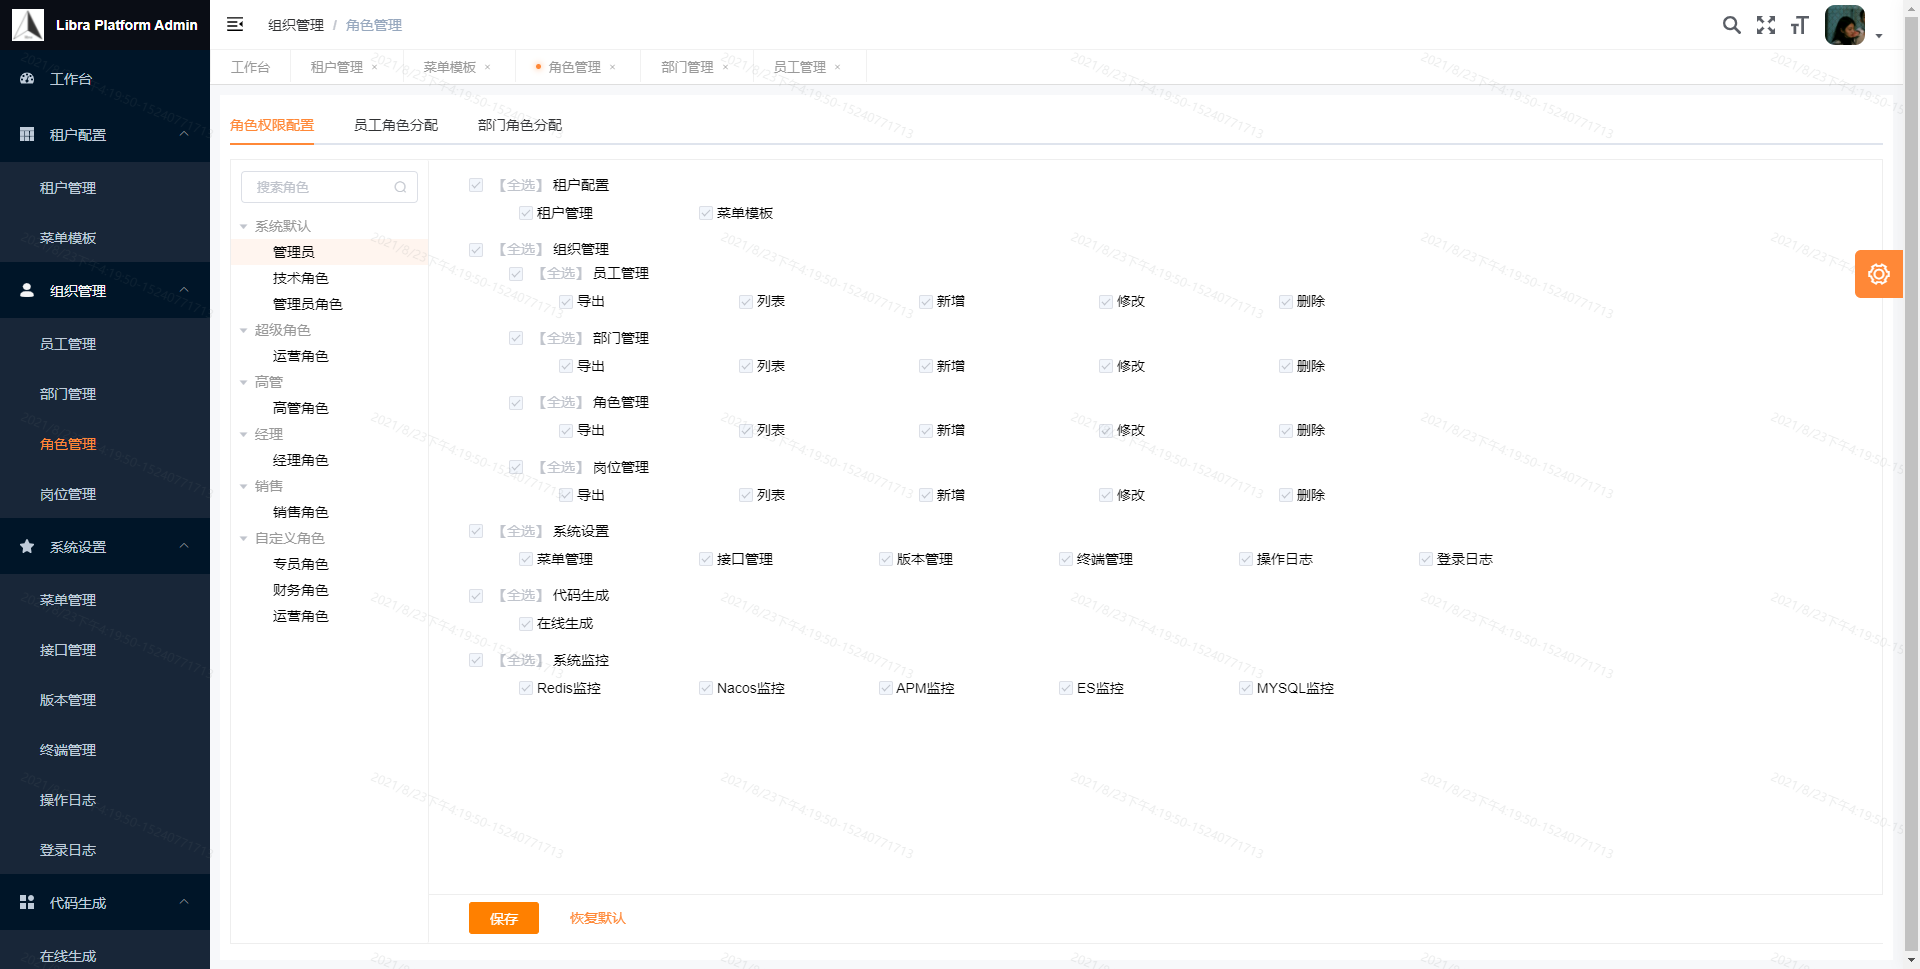 Libra Platform Admin
组织管理 / 角色管理
工作台
租户管理 ×
菜单模板 ×
角色管理 ×
部门管理 ×
员工管理 ×
工作台
租户配置
租户管理
菜单模板
组织管理
员工管理
部门管理
角色管理
岗位管理
系统设置
菜单管理
接口管理
版本管理
终端管理
操作日志
登录日志
代码生成
在线生成
角色权限配置
员工角色分配
部门角色分配
搜索角色
系统默认
管理员
技术角色
管理员角色
超级角色
运营角色
高管
高管角色
经理
经理角色
销售
销售角色
自定义角色
专员角色
财务角色
运营角色
【全选】 租户配置
租户管理 菜单模板
【全选】 组织管理
【全选】 员工管理
导出 列表 新增 修改 删除
【全选】 部门管理
导出 列表 新增 修改 删除
【全选】 角色管理
导出 列表 新增 修改 删除
【全选】 岗位管理
导出 列表 新增 修改 删除
【全选】 系统设置
菜单管理 接口管理 版本管理 终端管理 操作日志 登录日志
【全选】 代码生成
在线生成
【全选】 系统监控
Redis监控 Nacos监控 APM监控 ES监控 MYSQL监控
保存 恢复默认
2021/8/23下午4:19:50-15240771713